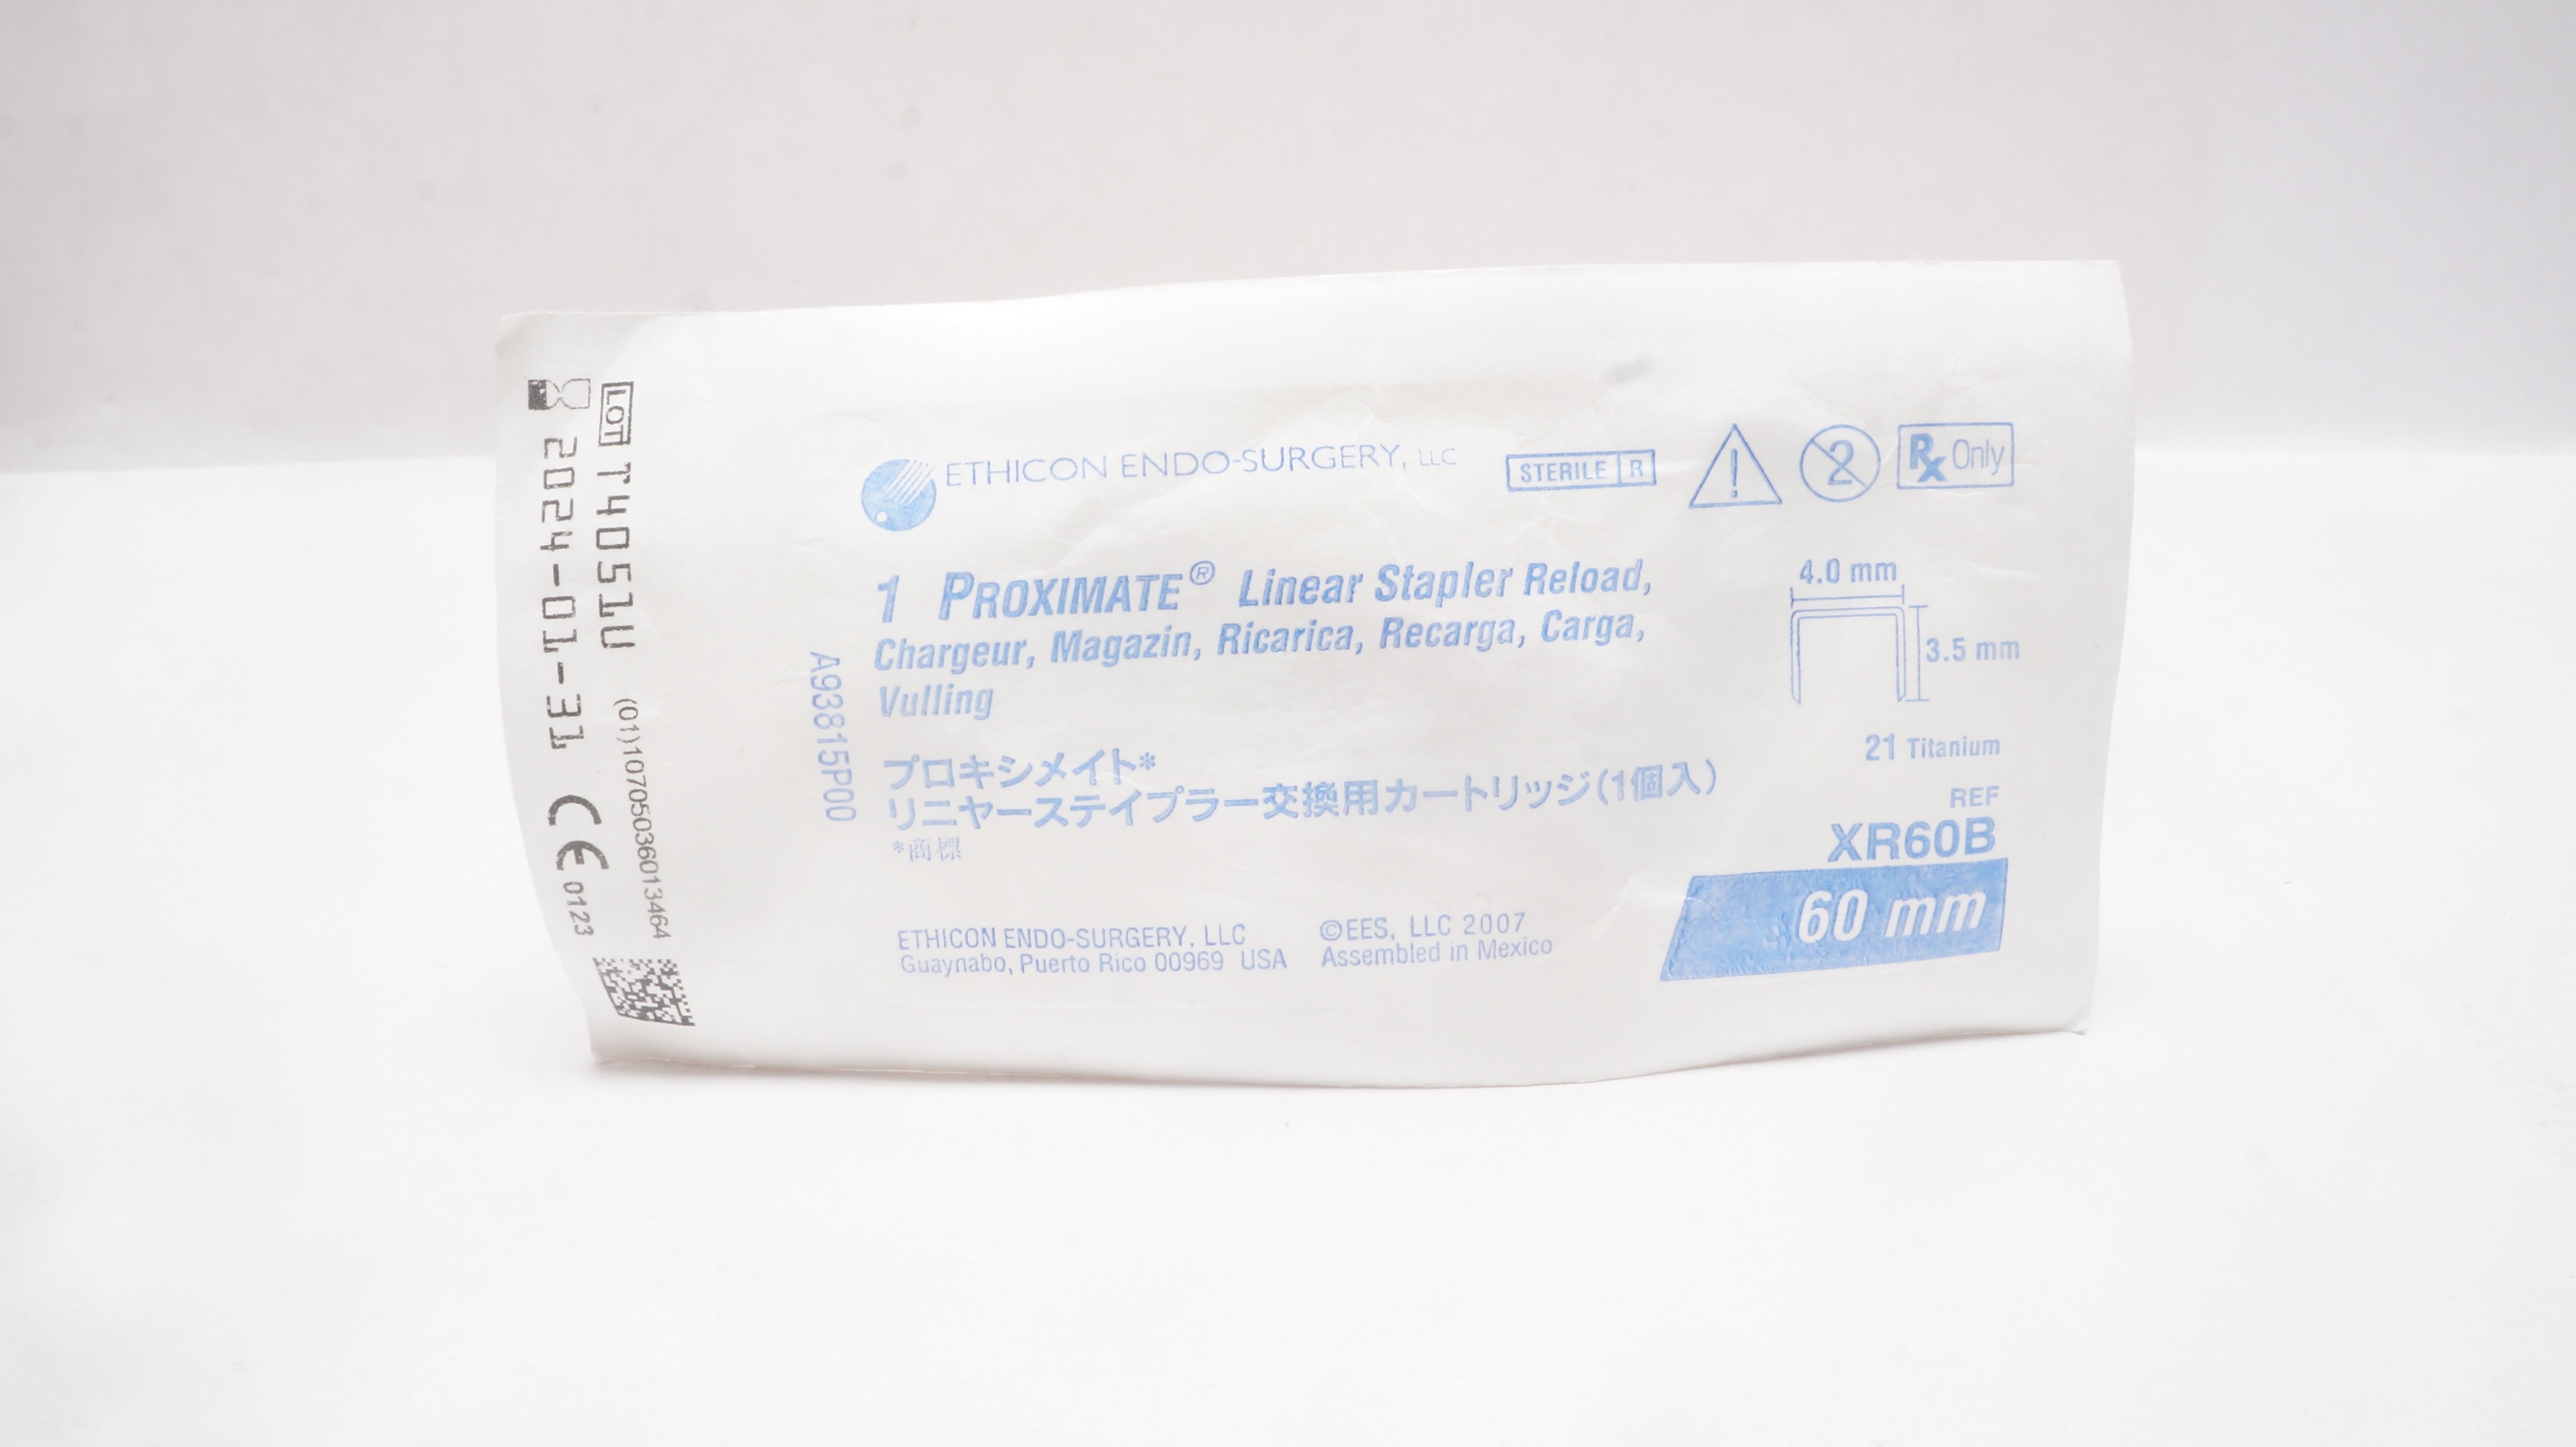 LOT T4051U
2024-01-31
(01)10705036013464
CE 0123
A93815P00
ETHICON ENDO-SURGERY, LLC
STERILE R
!
2
Rx Only
1 PROXIMATE® Linear Stapler Reload,
Chargeur, Magazin, Ricarica, Recarga, Carga,
Vulling
プロキシメイト*
リニヤーステイプラー交換用カートリッジ(1個入)
*商標
4.0 mm
3.5 mm
21 Titanium
REF
XR60B
60 mm
ETHICON ENDO-SURGERY, LLC
Guaynabo, Puerto Rico 00969 USA
©EES, LLC 2007
Assembled in Mexico